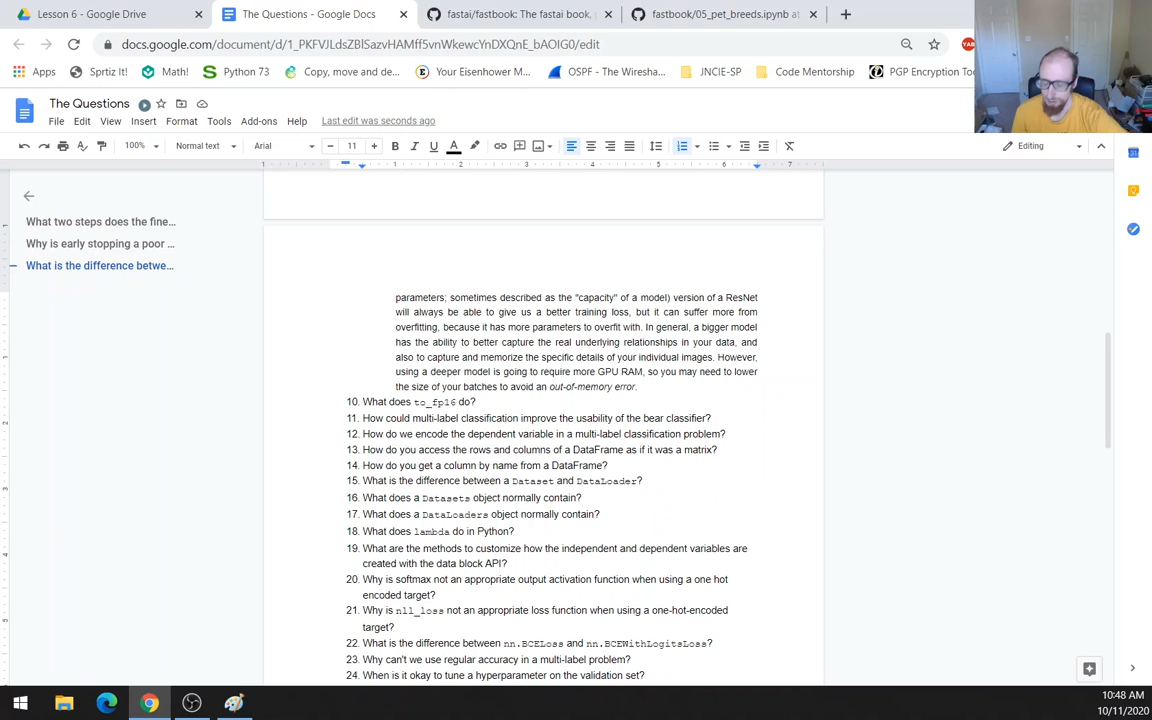 Lesson 6 - Google Drive
The Questions - Google Docs
fastai/fastbook: The fastai book,
fastbook/05_pet_breeds.ipynb at
docs.google.com/document/d/1_PKFVJLdsZBlSazvHAMff5vnWkewcYnDXQnE_bAOIG0/edit
Apps
Sprtiz It!
Math!
Python 73
Copy, move and de...
Your Eisenhower M...
OSPF - The Wiresha...
JNCIE-SP
Code Mentorship
PGP Encryption Too
The Questions
File Edit View Insert Format Tools Add-ons Help Last edit was seconds ago
100% Normal text Arial 11 Editing
1 1 2 3 4 5 6 7
What two steps does the fine...
Why is early stopping a poor ...
What is the difference betwe...
parameters; sometimes described as the "capacity" of a model) version of a ResNet
will always be able to give us a better training loss, but it can suffer more from
overfitting, because it has more parameters to overfit with. In general, a bigger model
has the ability to better capture the real underlying relationships in your data, and
also to capture and memorize the specific details of your individual images. However,
using a deeper model is going to require more GPU RAM, so you may need to lower
the size of your batches to avoid an out-of-memory error.
10. What does to_fp16 do?
11. How could multi-label classification improve the usability of the bear classifier?
12. How do we encode the dependent variable in a multi-label classification problem?
13. How do you access the rows and columns of a DataFrame as if it was a matrix?
14. How do you get a column by name from a DataFrame?
15. What is the difference between a Dataset and DataLoader?
16. What does a Datasets object normally contain?
17. What does a DataLoaders object normally contain?
18. What does lambda do in Python?
19. What are the methods to customize how the independent and dependent variables are
created with the data block API?
20. Why is softmax not an appropriate output activation function when using a one hot
encoded target?
21. Why is nll_loss not an appropriate loss function when using a one-hot-encoded
target?
22. What is the difference between nn.BCELoss and nn.BCEWithLogitsLoss?
23. Why can't we use regular accuracy in a multi-label problem?
24. When is it okay to tune a hyperparameter on the validation set?
10:48 AM
10/11/2020